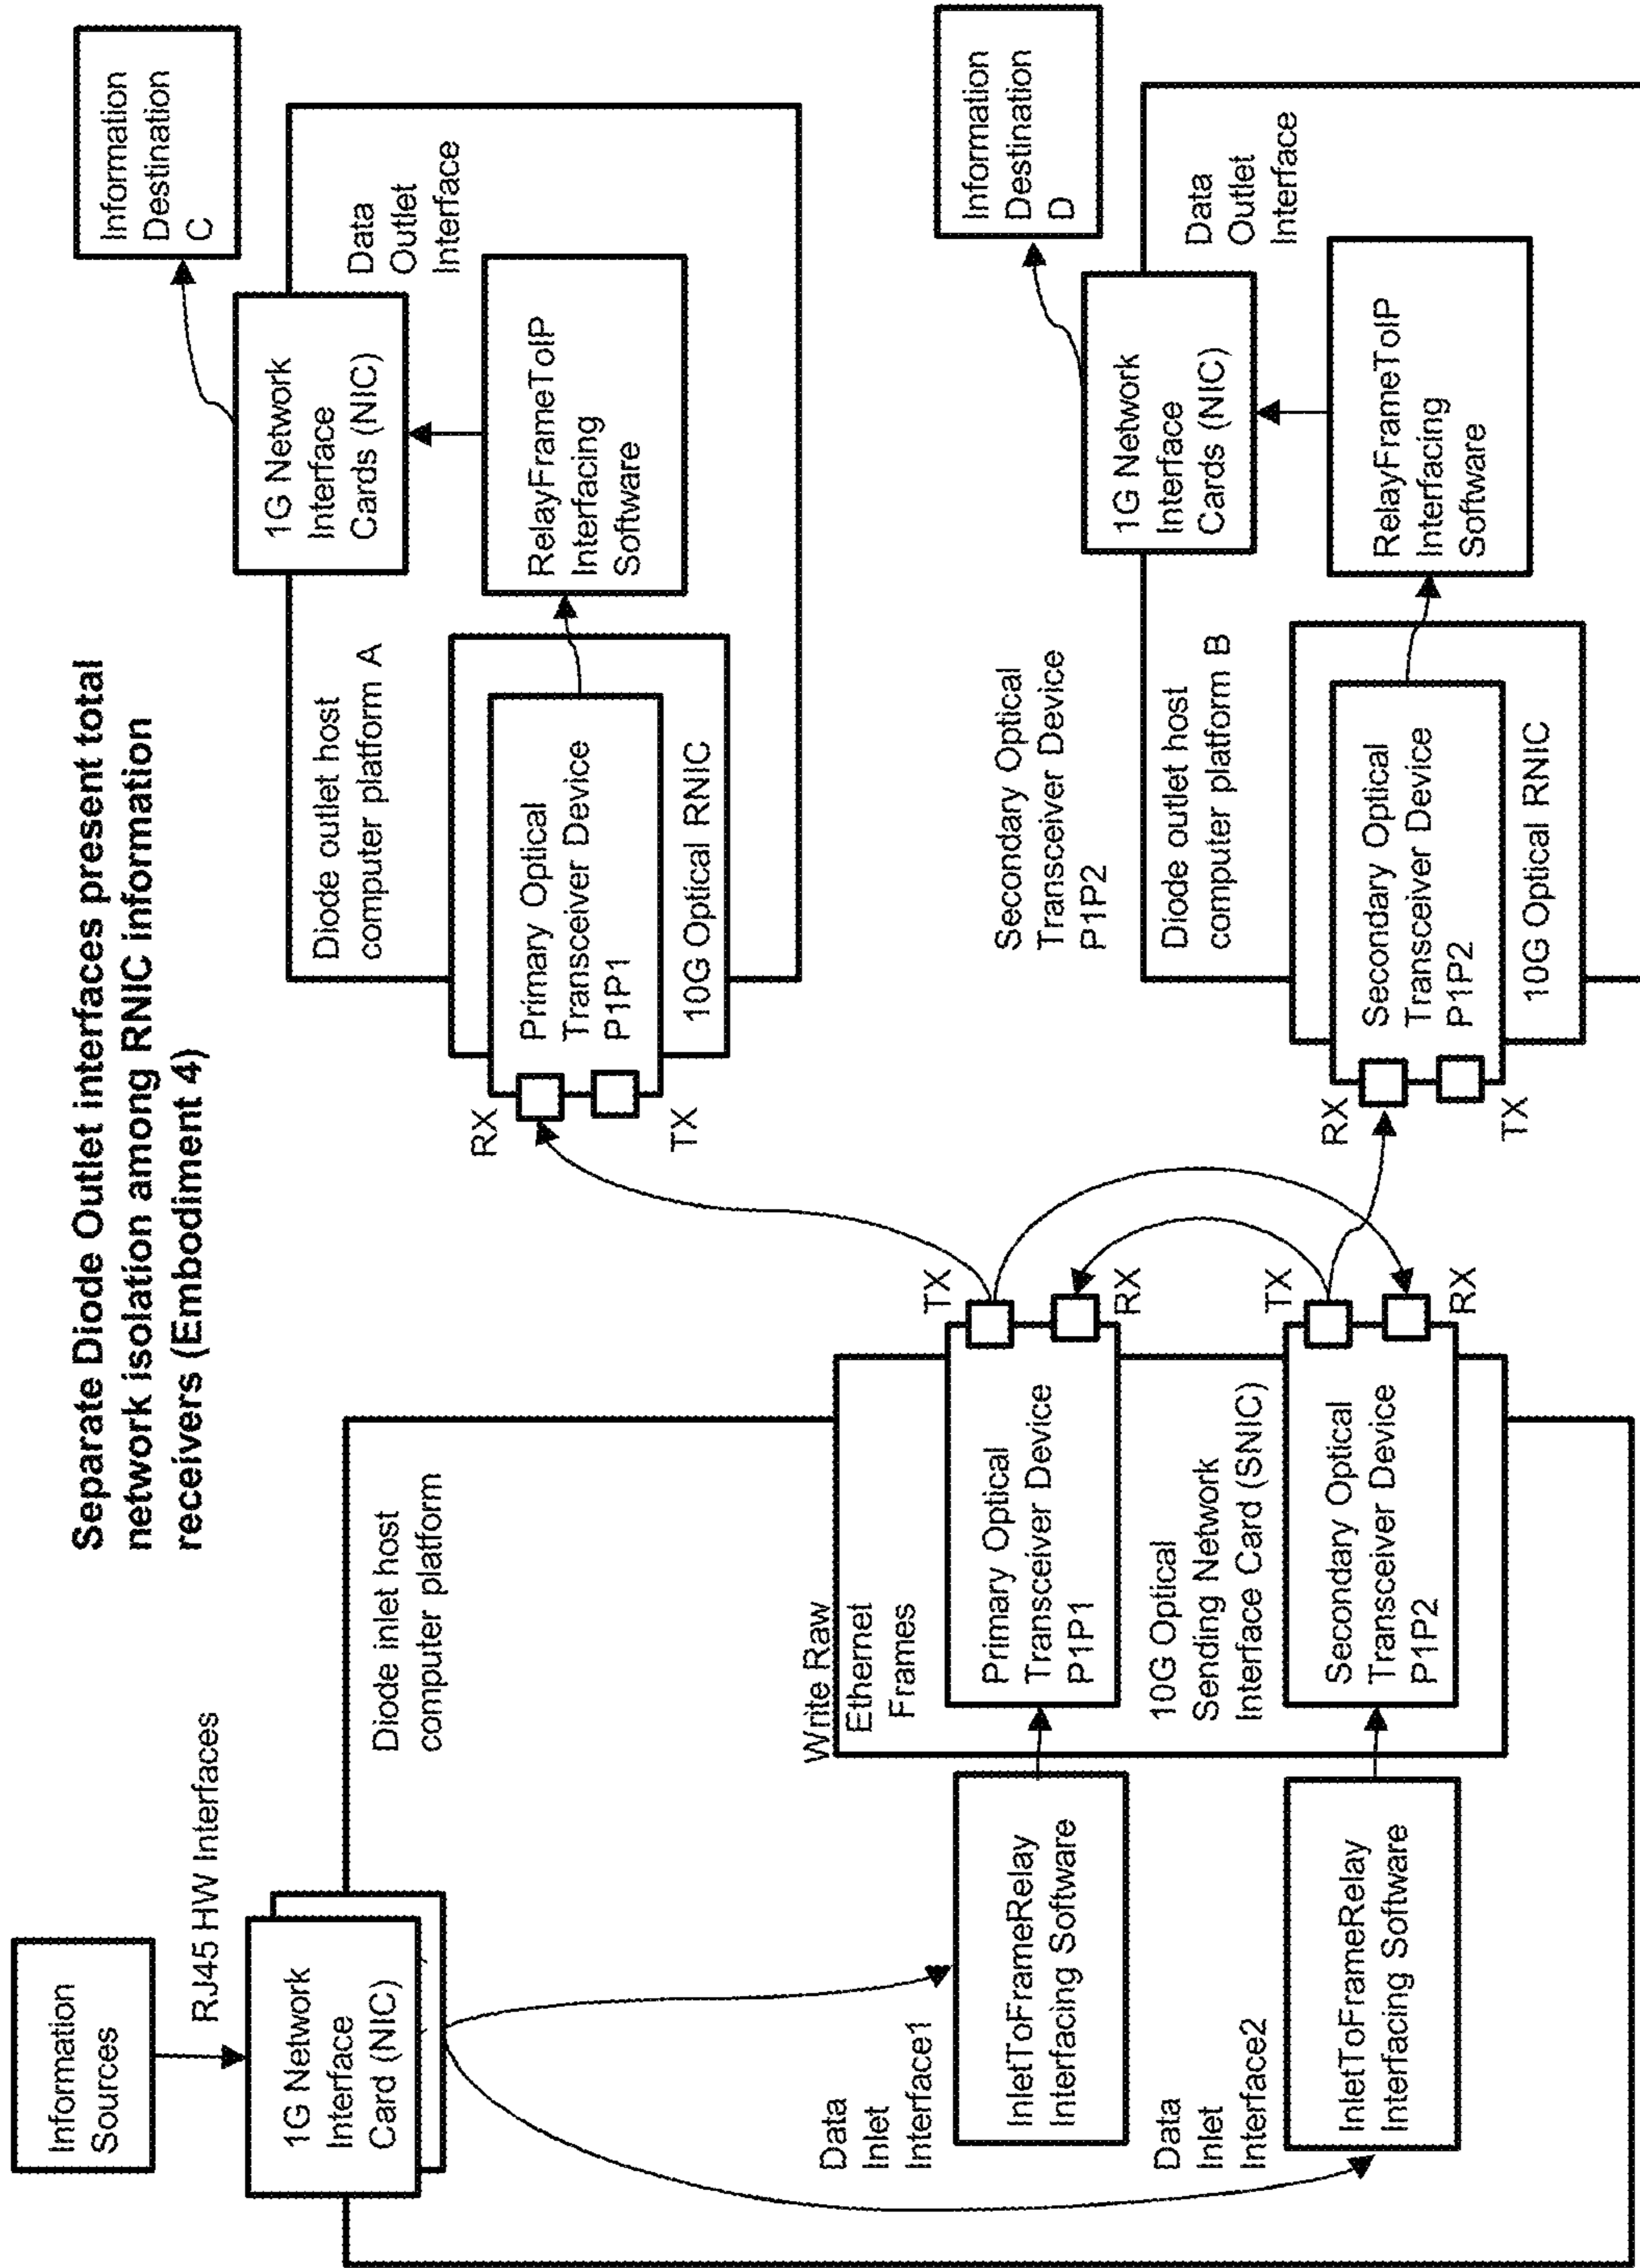 Separate Diode Outlet interfaces present total
network isolation among RNIC information
receivers (Embodiment 4)
Information
Sources
RJ45 HW Interfaces
1G Network
Interface
Card (NIC)
Diode inlet host
computer platform
Data
Inlet
Interface1
InletToFrameRelay
Interfacing Software
Data
Inlet
Interface2
InletToFrameRelay
Interfacing Software
Write Raw
Ethernet
Frames
Primary Optical
Transceiver Device
P1P1
TX
RX
10G Optical
Sending Network
Interface Card (SNIC)
Secondary Optical
Transceiver Device
P1P2
TX
RX
Diode outlet host
computer platform A
RX
TX
Primary Optical
Transceiver Device
P1P1
10G Optical RNIC
RelayFrameToIP
Interfacing
Software
1G Network
Interface
Cards (NIC)
Data
Outlet
Interface
Information
Destination
C
Secondary Optical
Transceiver Device
P1P2
Diode outlet host
computer platform B
RX
TX
Secondary Optical
Transceiver Device
P1P2
10G Optical RNIC
RelayFrameToIP
Interfacing
Software
1G Network
Interface
Cards (NIC)
Data
Outlet
Interface
Information
Destination
D